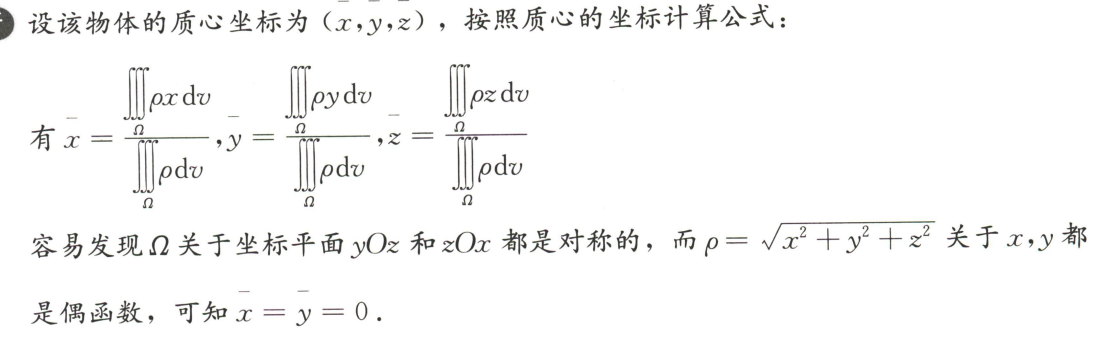 设该物体的质心坐标为（x̄,ȳ,z̄），按照质心的坐标计算公式：
有 x̄ = ∭_Ω ρx dv / ∭_Ω ρdv , ȳ = ∭_Ω ρy dv / ∭_Ω ρdv , z̄ = ∭_Ω ρz dv / ∭_Ω ρdv
容易发现 Ω 关于坐标平面 yOz 和 zOx 都是对称的，而 ρ = √(x² + y² + z²) 关于 x,y 都
是偶函数，可知 x̄ = ȳ = 0．